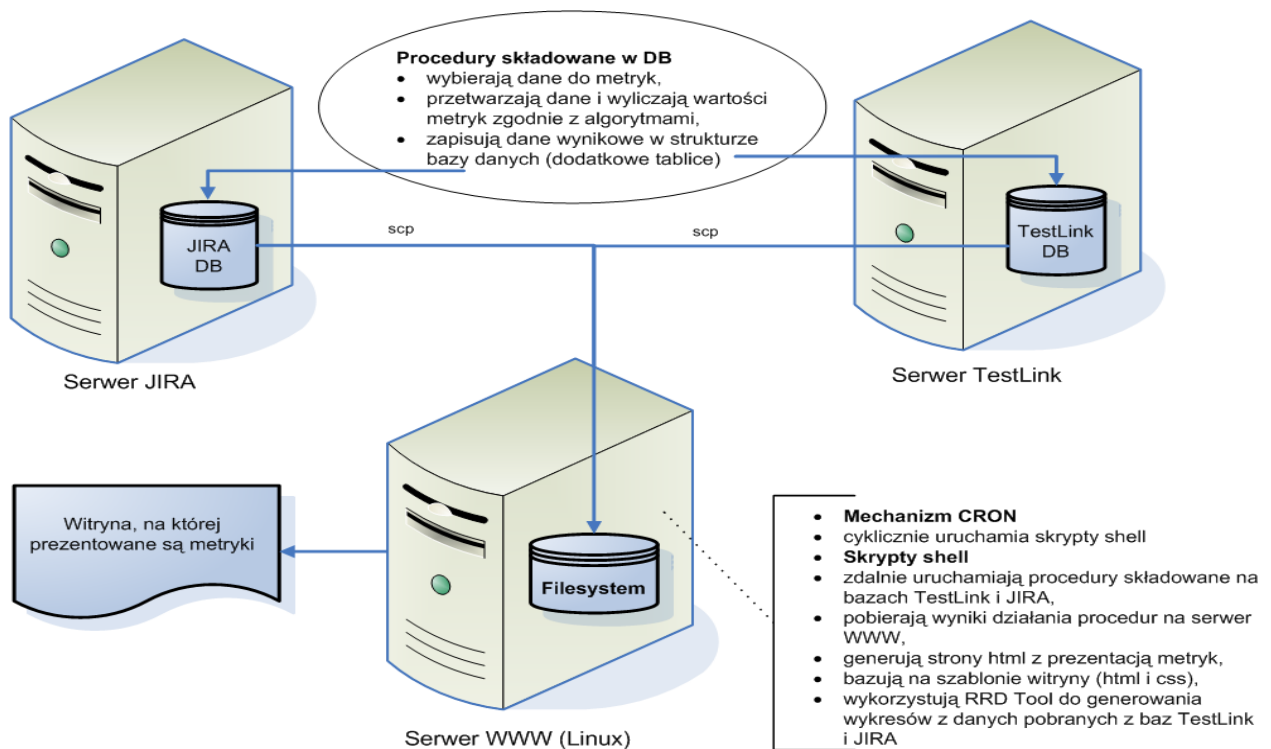 Procedury składowane w DB
• wybierają dane do metryk,
• przetwarzają dane i wyliczają wartości
metryk zgodnie z algorytmami,
• zapisują dane wynikowe w strukturze
bazy danych (dodatkowe tablice)
JIRA
DB
scp
scp
TestLink
DB
Serwer JIRA
Serwer TestLink
Witryna, na której
prezentowane są metryki
Filesystem
• Mechanizm CRON
• cyklicznie uruchamia skrypty shell
• Skrypty shell
• zdalnie uruchamiają procedury składowane na
bazach TestLink i JIRA,
• pobierają wyniki działania procedur na serwer
WWW,
• generują strony html z prezentacją metryk,
• bazują na szablonie witryny (html i css),
• wykorzystują RRD Tool do generowania
wykresów z danych pobranych z baz TestLink
i JIRA
Serwer WWW (Linux)